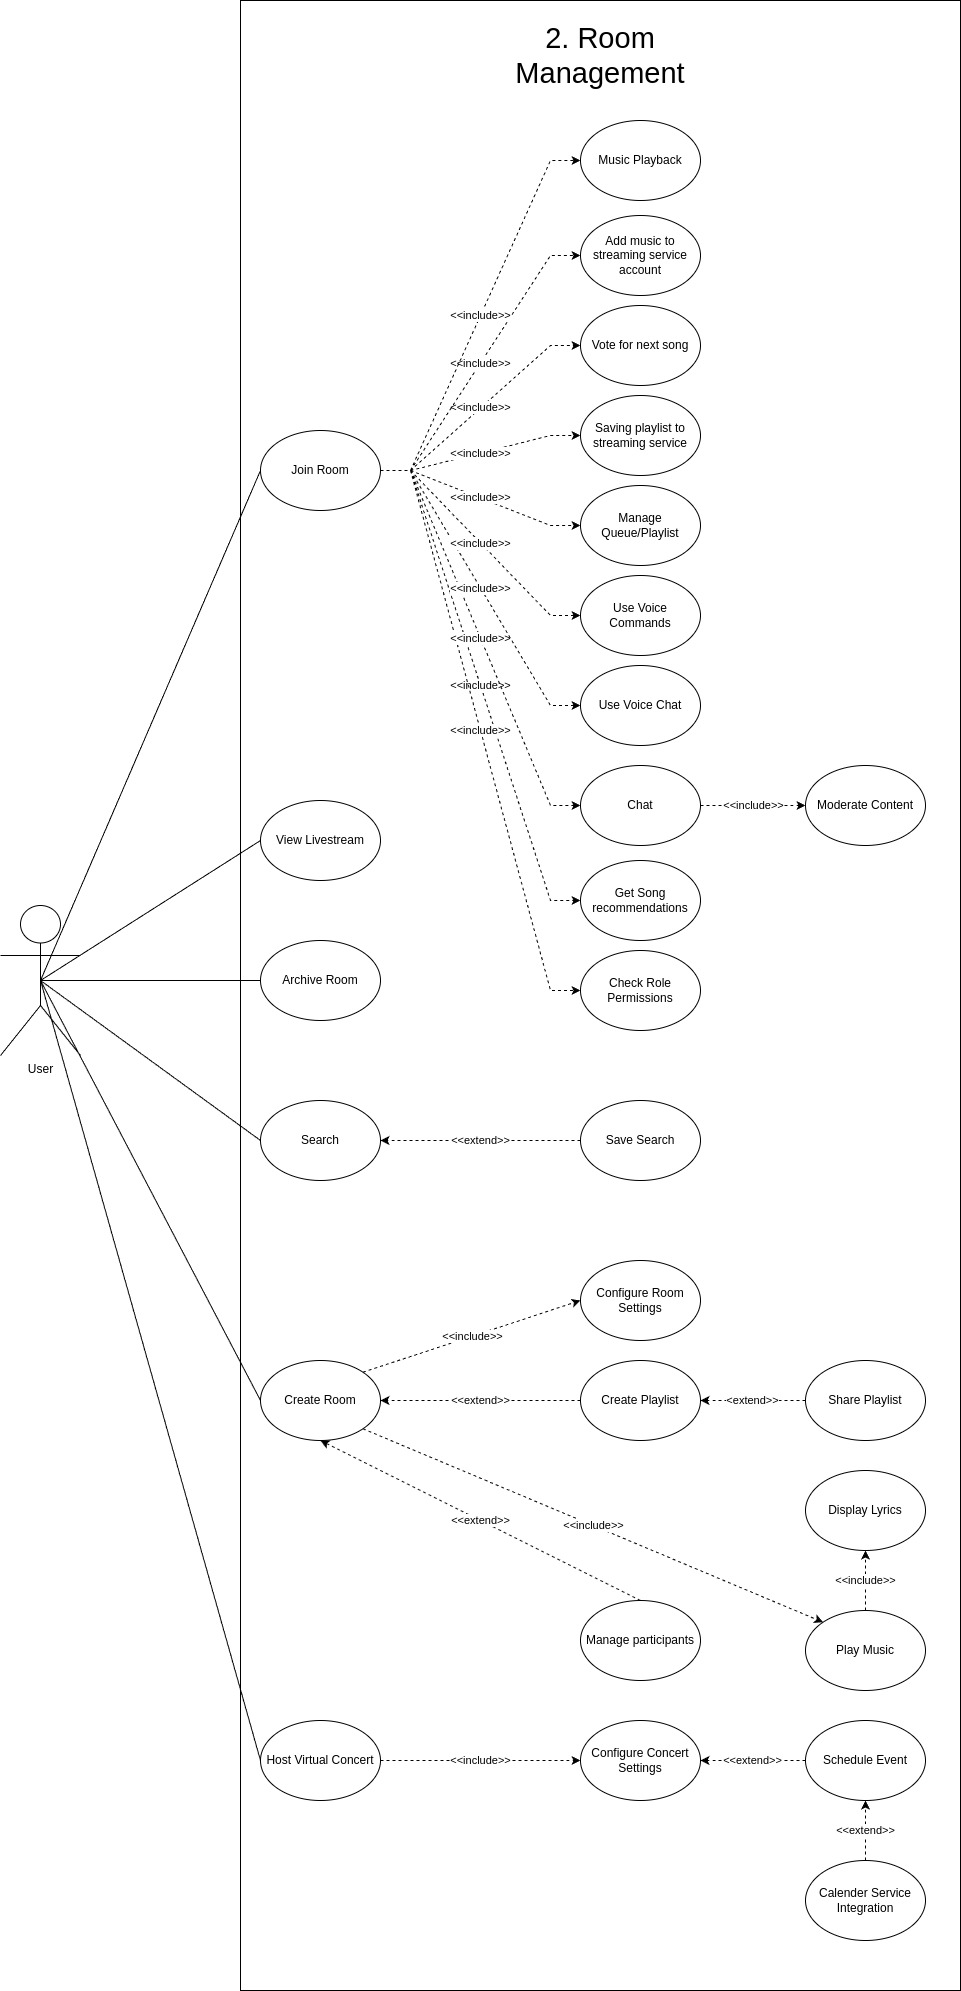 2. Room
Management
Music Playback
Add music to
streaming service
account
<<include>>
Vote for next song
<<include>>
<<include>>
Saving playlist to
streaming service
<<include>>
Join Room
<<include>>
Manage
Queue/Playlist
<<include>>
<<include>>
Use Voice
Commands
<<include>>
<<include>>
Use Voice Chat
<<include>>
Chat
<<include>>
Moderate Content
View Livestream
Get Song
recommendations
Archive Room
Check Role
Permissions
User
Search
<<extend>>
Save Search
Configure Room
Settings
<<include>>
Create Room
<<extend>>
Create Playlist
<extend>>
Share Playlist
Display Lyrics
<<extend>>
<<include>>
<<include>>
Manage participants
Play Music
Host Virtual Concert
<<include>>
Configure Concert
Settings
<<extend>>
Schedule Event
<<extend>>
Calender Service
Integration